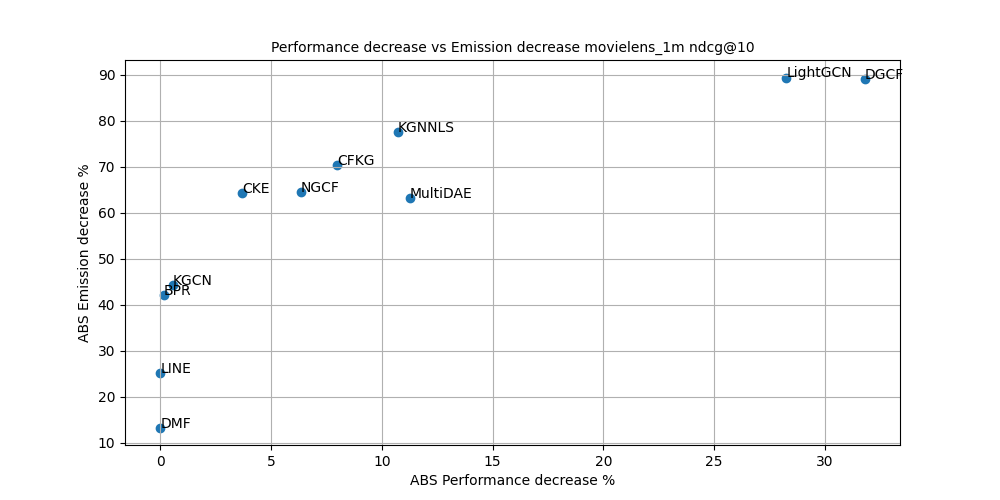 Performance decrease vs Emission decrease movielens_1m ndcg@10
ABS Emission decrease %
90
80
70
60
50
40
30
20
10
LightGCN
DGCF
KGNNLS
CFKG
CKE
NGCF
MultiDAE
KGCN
BPR
LINE
DMF
0
5
10
15
20
25
30
ABS Performance decrease %